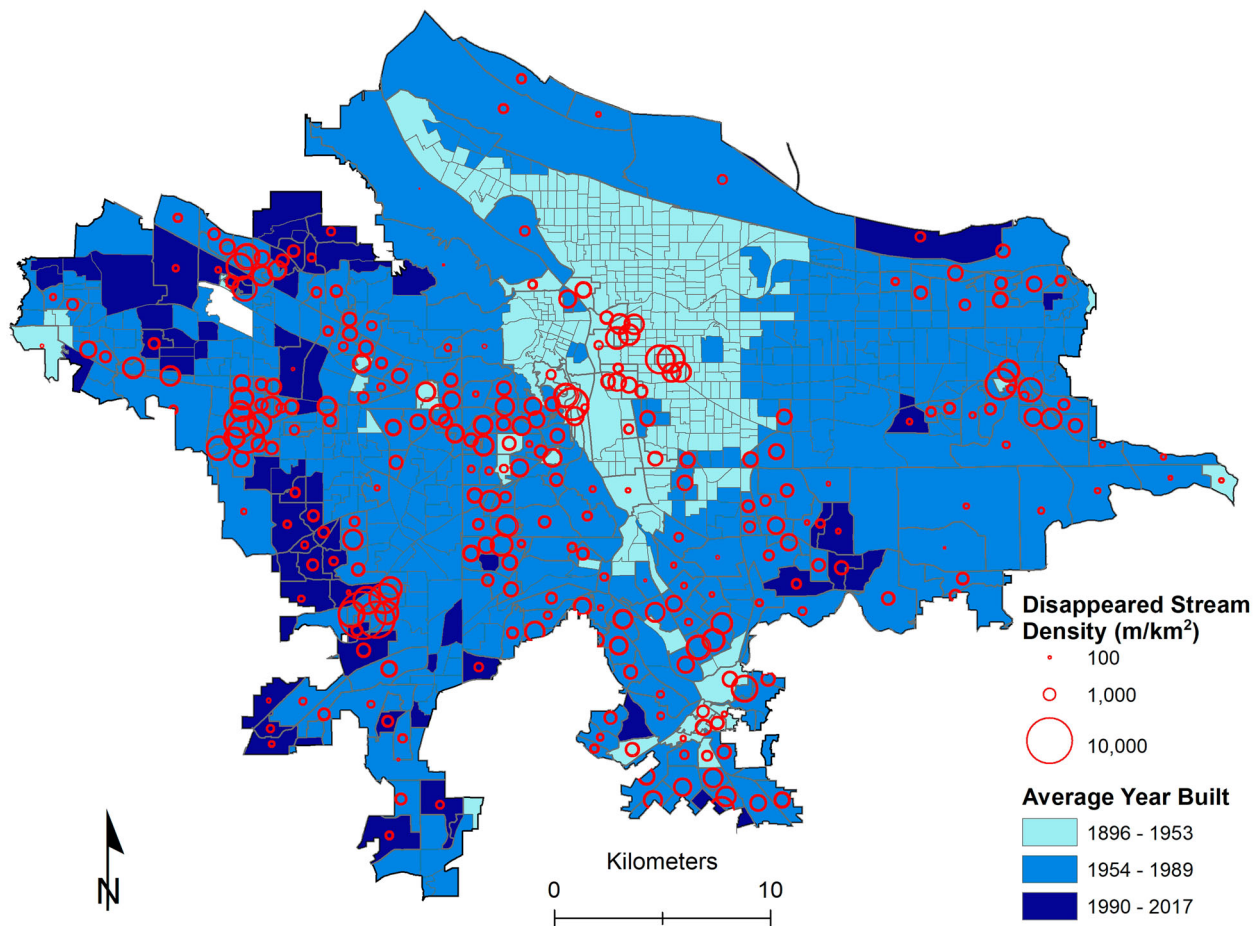 Disappeared Stream
Density (m/km²)
100
1,000
10,000
Average Year Built
1896 - 1953
1954 - 1989
1990 - 2017
Kilometers
0 10
N